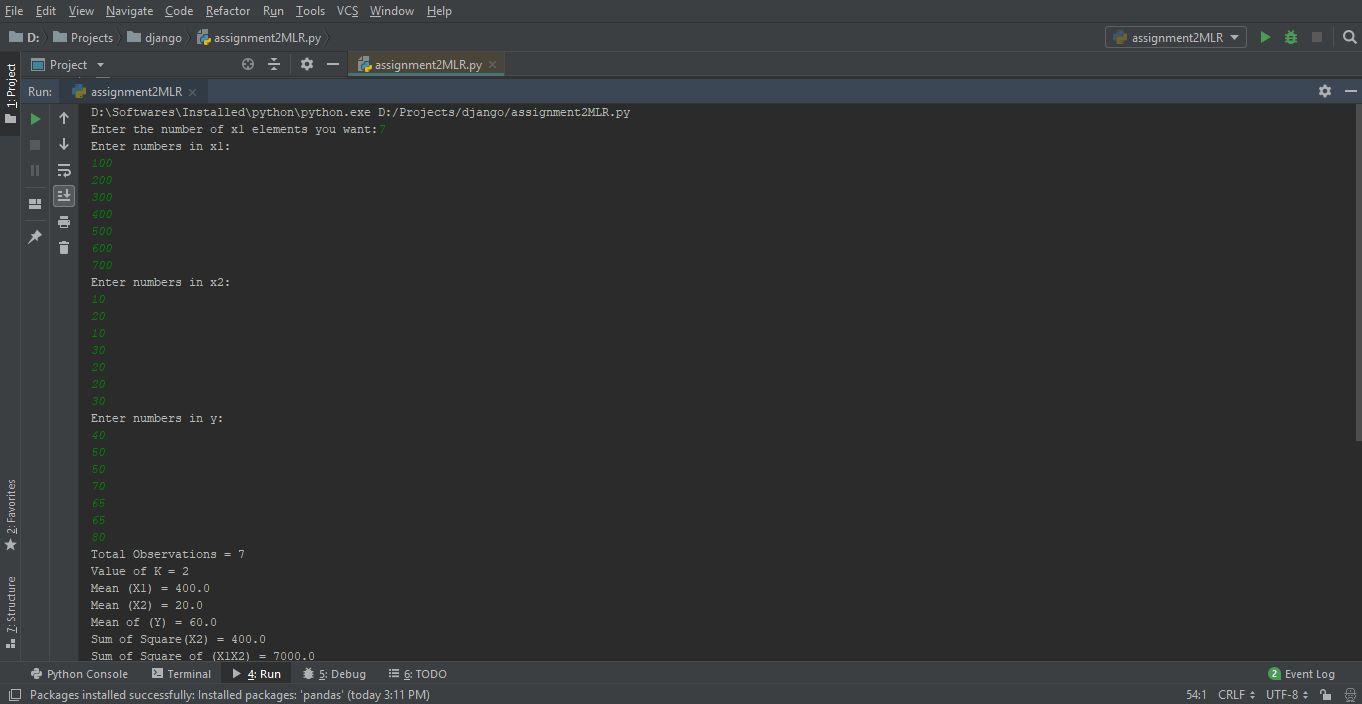 File Edit View Navigate Code Refactor Run Tools VCS Window Help
D: Projects django assignment2MLR.py assignment2MLR
1: Project Project assignment2MLR.py
Run: assignment2MLR
D:\Softwares\Installed\python\python.exe D:/Projects/django/assignment2MLR.py
Enter the number of x1 elements you want:7
Enter numbers in x1:
100
200
300
400
500
600
700
Enter numbers in x2:
10
20
10
30
20
20
30
Enter numbers in y:
40
50
50
70
65
65
80
Total Observations = 7
Value of K = 2
Mean (X1) = 400.0
Mean (X2) = 20.0
Mean of (Y) = 60.0
Sum of Square(X2) = 400.0
Sum of Square of (X1X2) = 7000.0
2: Favorites
7: Structure
Python Console Terminal 4: Run 5: Debug 6: TODO 2 Event Log
Packages installed successfully: Installed packages: 'pandas' (today 3:11 PM) 54:1 CRLF UTF-8